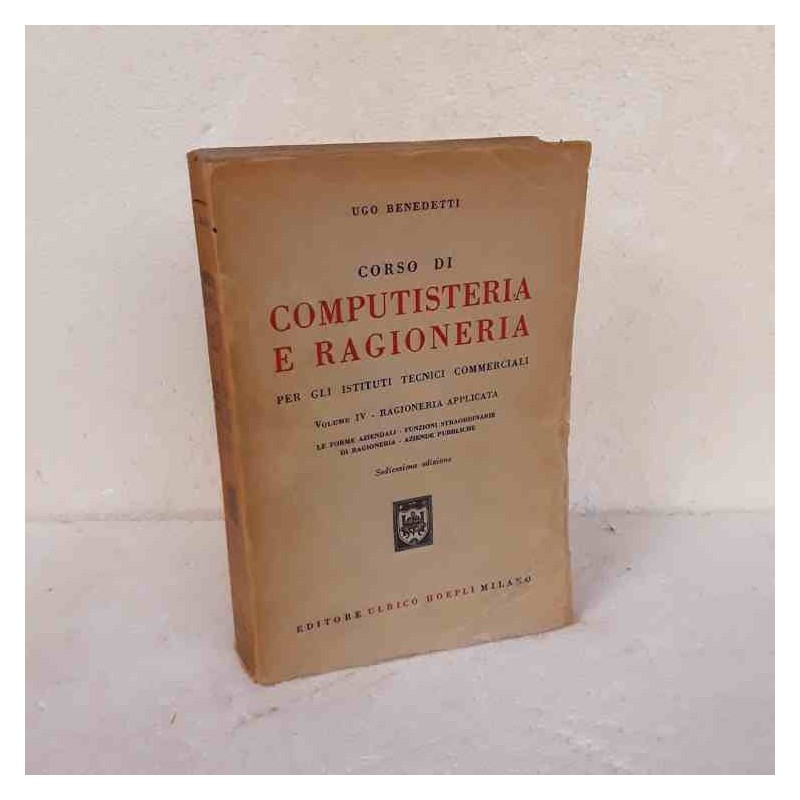 UGO BENEDETTI
CORSO DI
COMPUTISTERIA
E RAGIONERIA
PER GLI ISTITUTI TECNICI COMMERCIALI
VOLUME IV - RAGIONERIA APPLICATA
LE FORME AZIENDALI - FUNZIONI STRAORDINARIE
DI RAGIONERIA - AZIENDE PUBBLICHE
Sedicesima edizione
EDITORE ULRICO HOEPLI MILANO